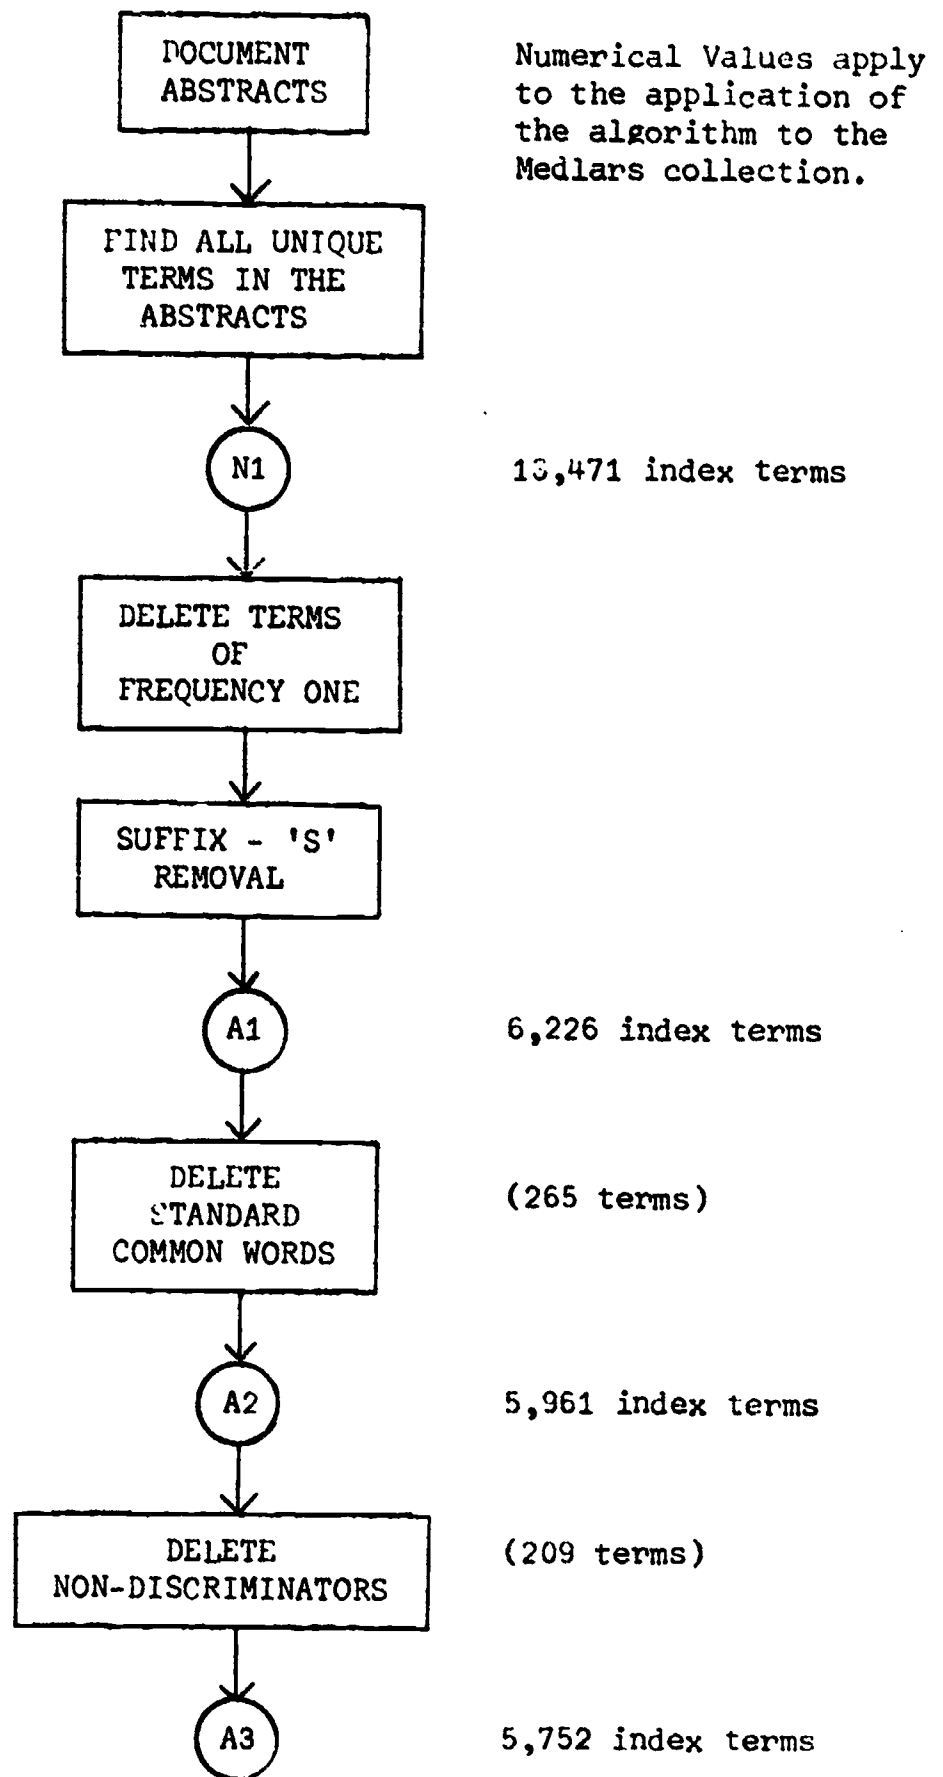 DOCUMENT
ABSTRACTS
Numerical Values apply
to the application of
the algorithm to the
Medlars collection.
FIND ALL UNIQUE
TERMS IN THE
ABSTRACTS
N1
index terms
DELETE TERMS
OF
FREQUENCY ONE
SUFFIX - 'S'
REMOVAL
A1
6,226 index terms
DELETE
STANDARD
COMMON WORDS
(265 terms)
A2
5,961 index terms
DELETE
NON-DISCRIMINATORS
(209 terms)
A3
5,752 index terms